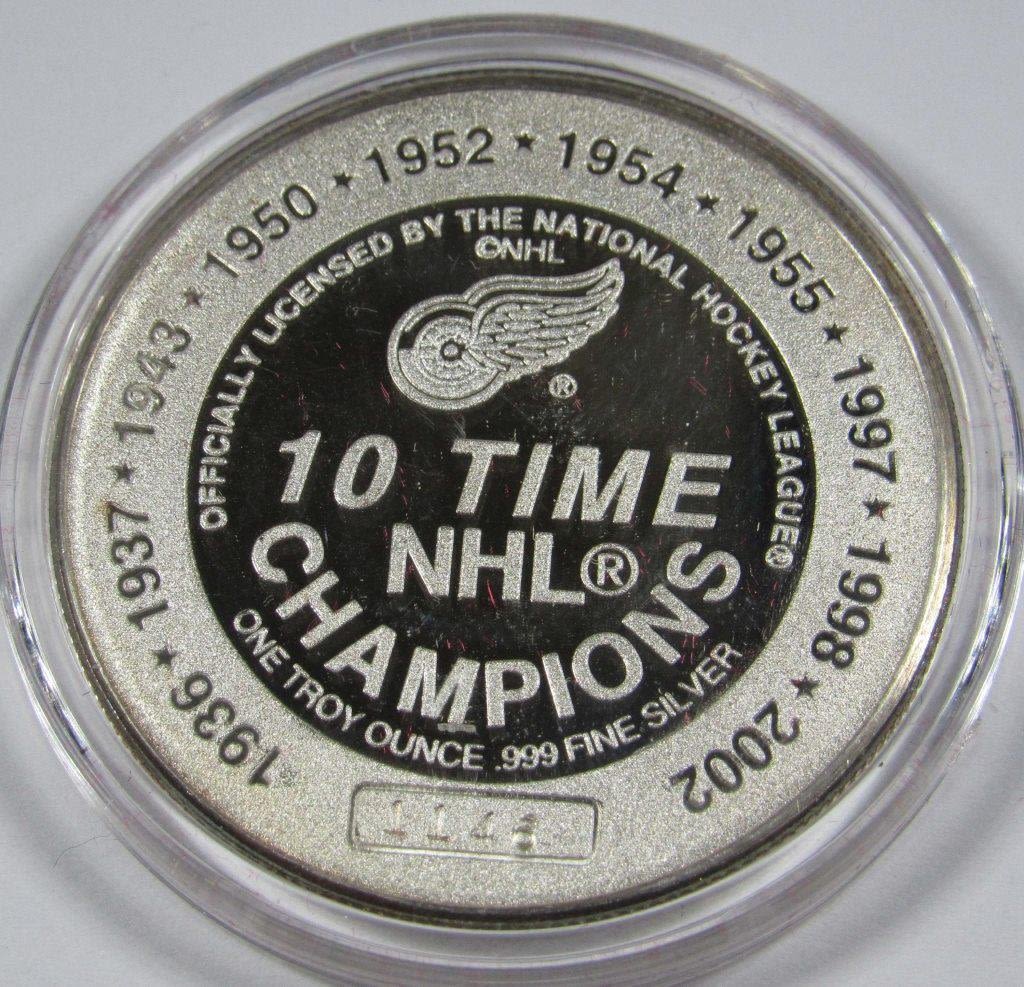 1936 ★ 1937 ★ 1943 ★ 1950 ★ 1952 ★ 1954 ★ 1955 ★ 1997 ★ 1998 ★ 2002
OFFICIALLY LICENSED BY THE NATIONAL HOCKEY LEAGUE®
©NHL
®
10 TIME
NHL®
CHAMPIONS
ONE TROY OUNCE .999 FINE SILVER